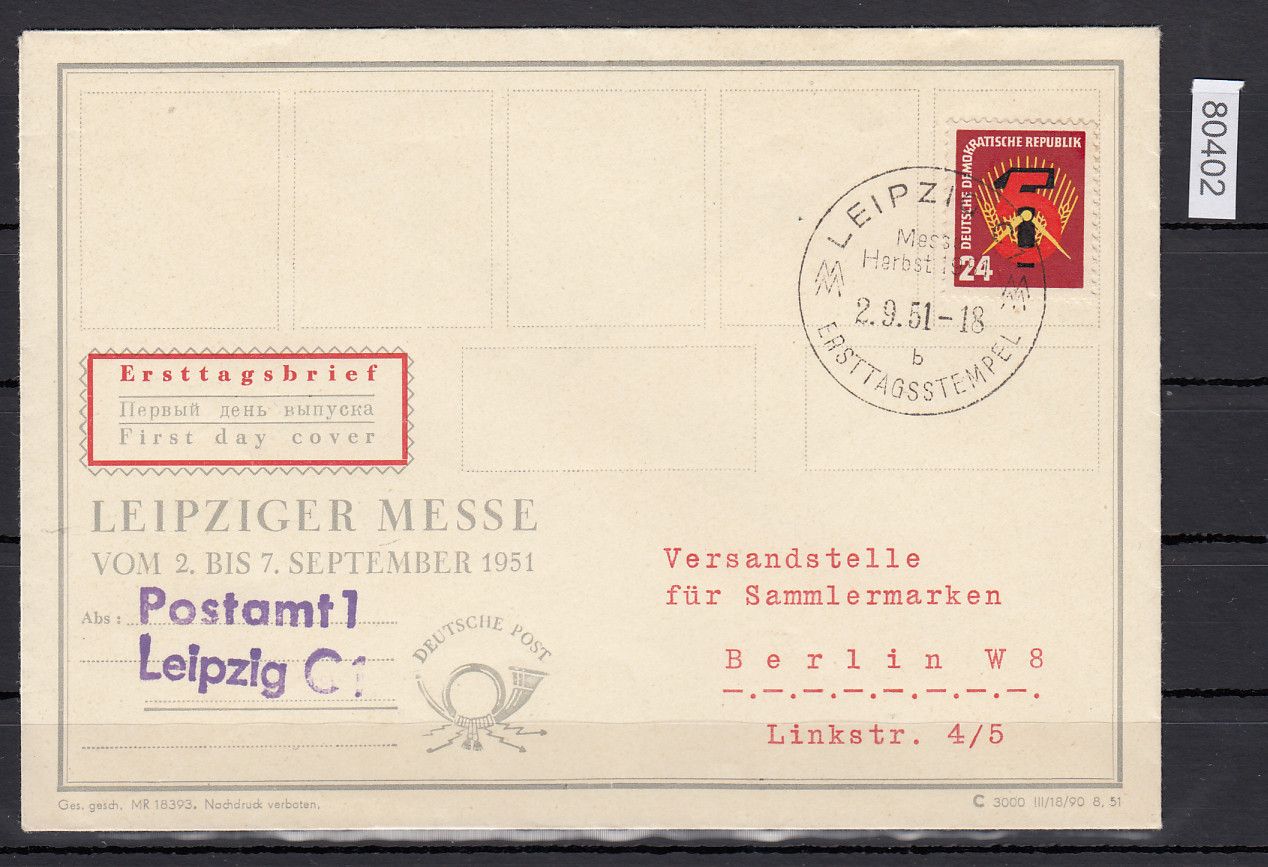 80402
DEUTSCHE DEMOKRATISCHE REPUBLIK
5
24
LEIPZI
Mess
Herbst 19
2.9.51-18
b
ERSTTAGSSTEMPEL
Ersttagsbrief
Первый день выпуска
First day cover
LEIPZIGER MESSE
VOM 2. BIS 7. SEPTEMBER 1951
Abs: Postamt 1
Leipzig C1
DEUTSCHE POST
Versandstelle
für Sammlermarken
Berlin W 8
-.-.-.-.-.-.-.-.
Linkstr. 4/5
Ges. gesch. MR 18393. Nachdruck verboten.
C 3000 III/18/90 8. 51